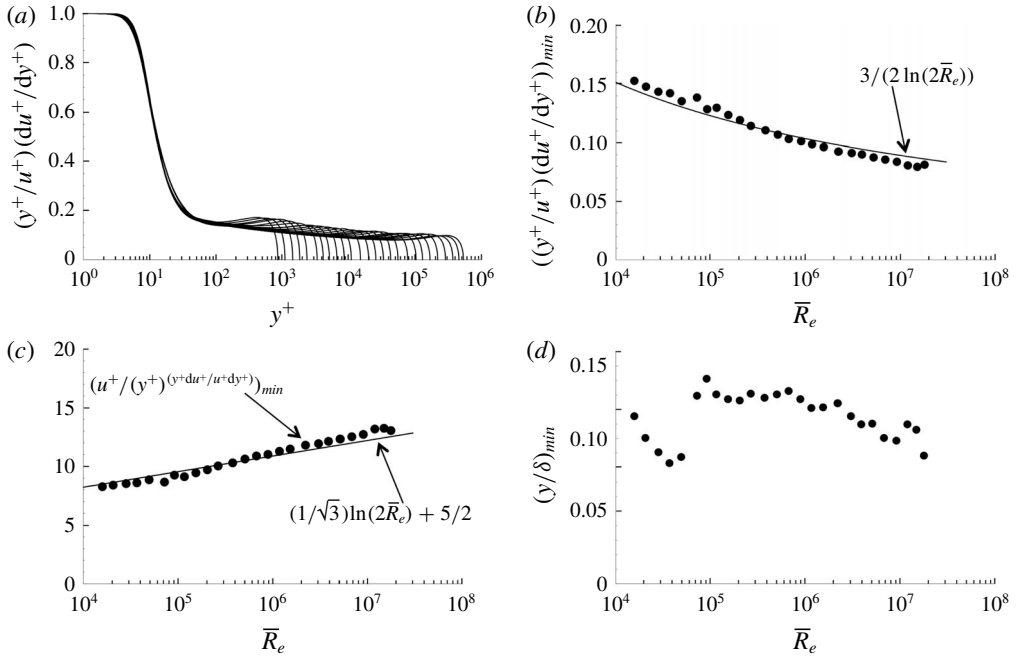 (a)
1.0
0.8
0.6
0.4
0.2
0
10⁰ 10¹ 10² 10³ 10⁴ 10⁵ 10⁶
y⁺
(y⁺/u⁺)(du⁺/dy⁺)
(b)
0.15
0.10
0.05
0
10⁴ 10⁵ 10⁶ 10⁷ 10⁸
R̅ₑ
((y⁺/u⁺)(du⁺/dy⁺))ₘᵢₙ
3/(2 ln(2R̅ₑ))
(c)
20
15
10
5
0
10⁴ 10⁵ 10⁶ 10⁷ 10⁸
R̅ₑ
(u⁺/(y⁺)^(y⁺du⁺/u⁺dy⁺))ₘᵢₙ
(1/√3)ln(2R̅ₑ) + 5/2
(d)
0.15
0.10
0.05
0
10⁴ 10⁵ 10⁶ 10⁷ 10⁸
R̅ₑ
(y/δ)ₘᵢₙ